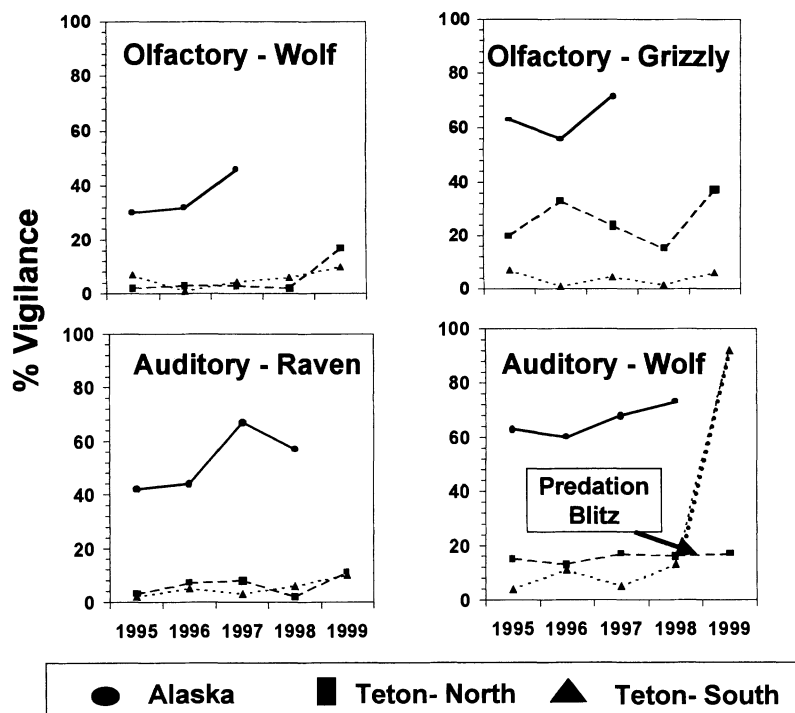 % Vigilance
Olfactory - Wolf
100
80
60
40
20
0
Olfactory - Grizzly
100
80
60
40
20
0
Auditory - Raven
100
80
60
40
20
0
1995 1996 1997 1998 1999
Auditory - Wolf
100
80
60
40
20
0
Predation
Blitz
1995 1996 1997 1998 1999
Alaska Teton- North Teton- South